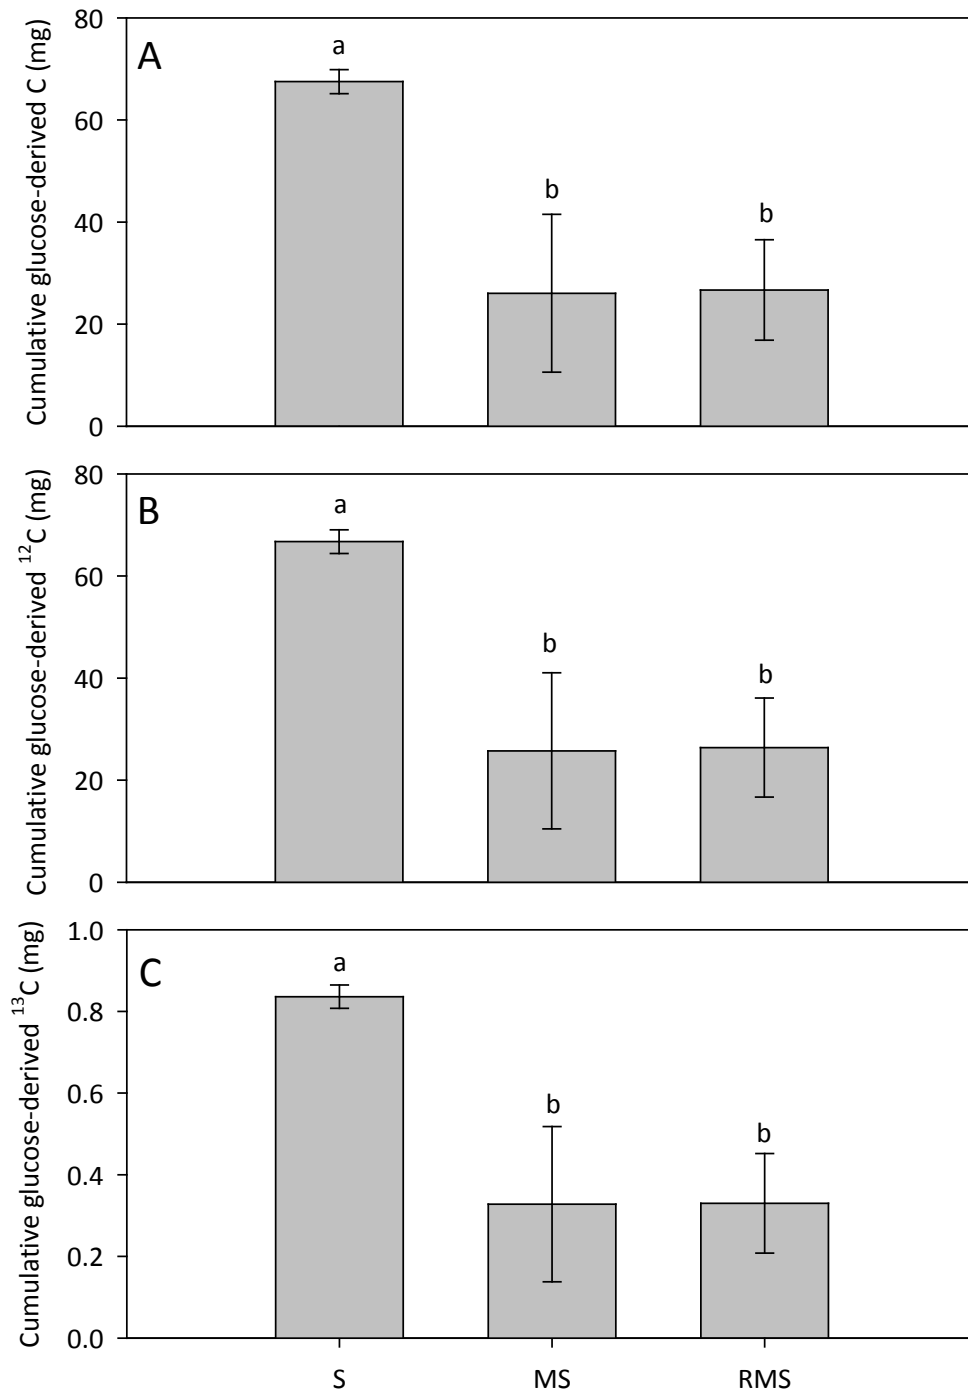 Cumulative glucose-derived C (mg)
A
80
60
40
20
0
a
b
b
Cumulative glucose-derived ¹²C (mg)
B
80
60
40
20
0
a
b
b
Cumulative glucose-derived ¹³C (mg)
C
1.0
0.8
0.6
0.4
0.2
0.0
a
b
b
S MS RMS